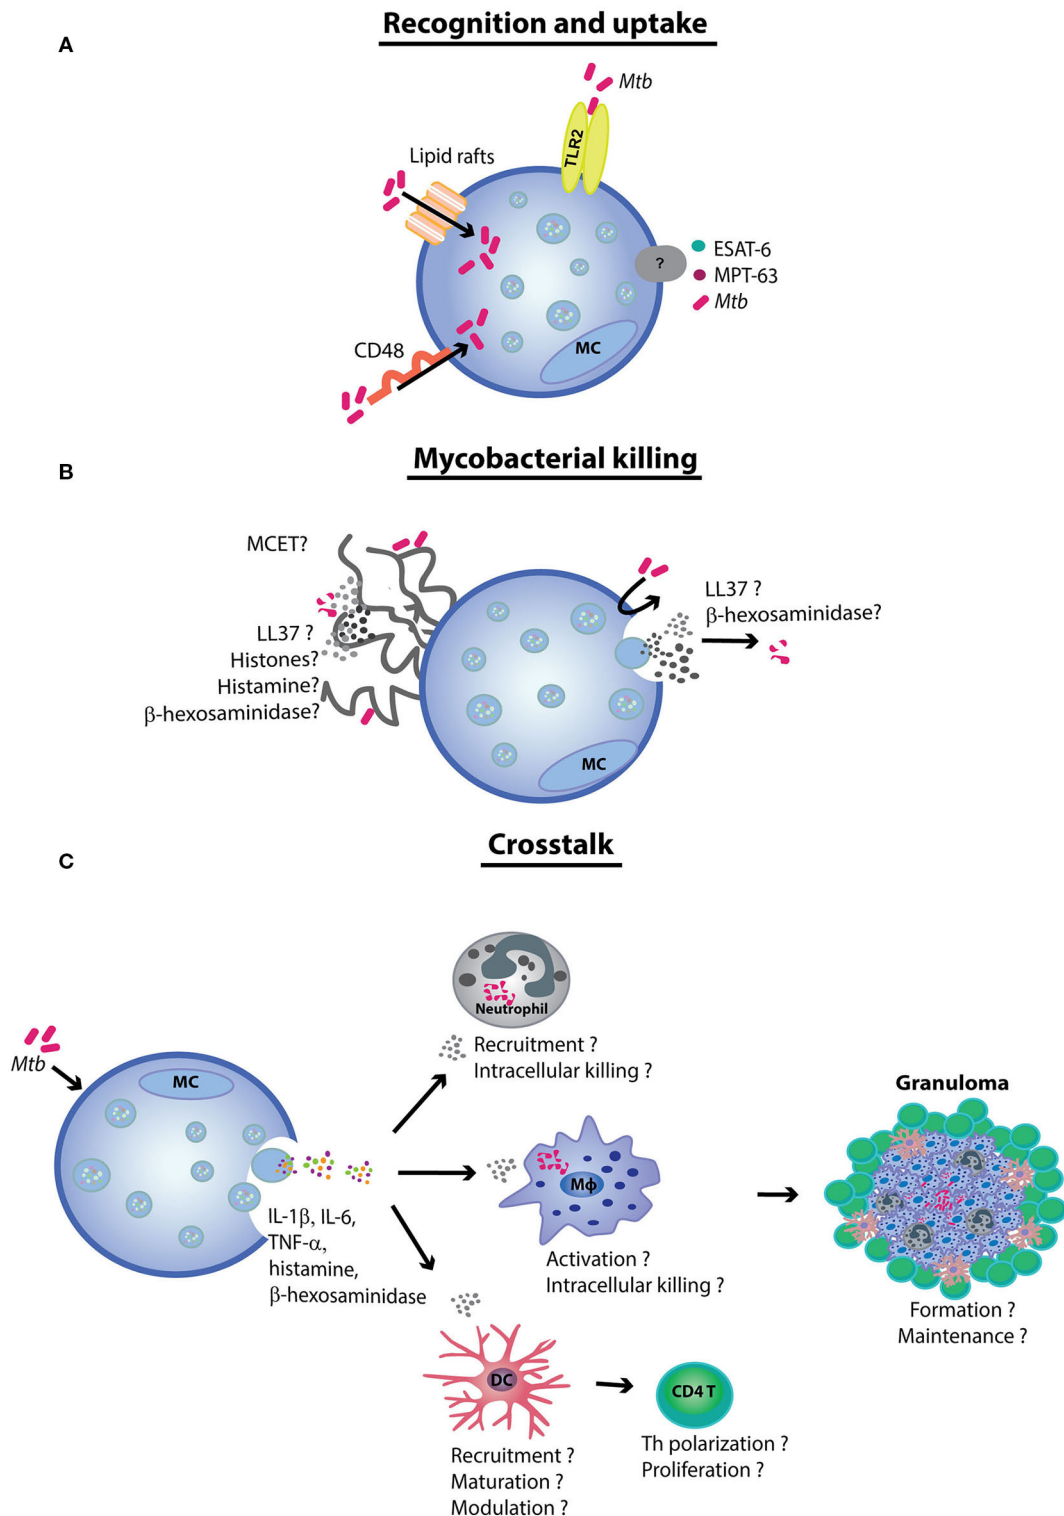 Recognition and uptake
A
Mtb
TLR2
Lipid rafts
?
ESAT-6
MPT-63
Mtb
MC
CD48
Mycobacterial killing
B
MCET?
LL37 ?
Histones?
Histamine?
β-hexosaminidase?
LL37 ?
β-hexosaminidase?
MC
Crosstalk
C
Neutrophil
Recruitment ?
Intracellular killing ?
Mtb
MC
IL-1β, IL-6,
TNF-α,
histamine,
β-hexosaminidase
Mϕ
Activation ?
Intracellular killing ?
Granuloma
Formation ?
Maintenance ?
DC
Recruitment ?
Maturation ?
Modulation ?
CD4 T
Th polarization ?
Proliferation ?